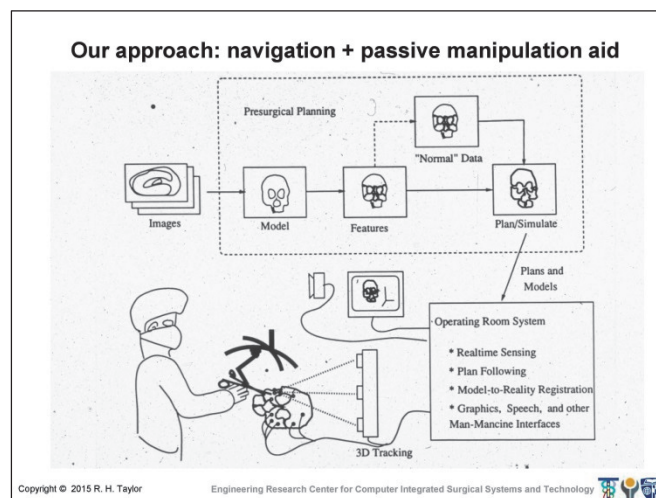 Our approach: navigation + passive manipulation aid
Presurgical Planning
"Normal" Data
Images
Model
Features
Plan/Simulate
Plans and
Models
Operating Room System
* Realtime Sensing
* Plan Following
* Model-to-Reality Registration
* Graphics, Speech, and other
Man-Mancine Interfaces
3D Tracking
Copyright © 2015 R. H. Taylor
Engineering Research Center for Computer Integrated Surgical Systems and Technology